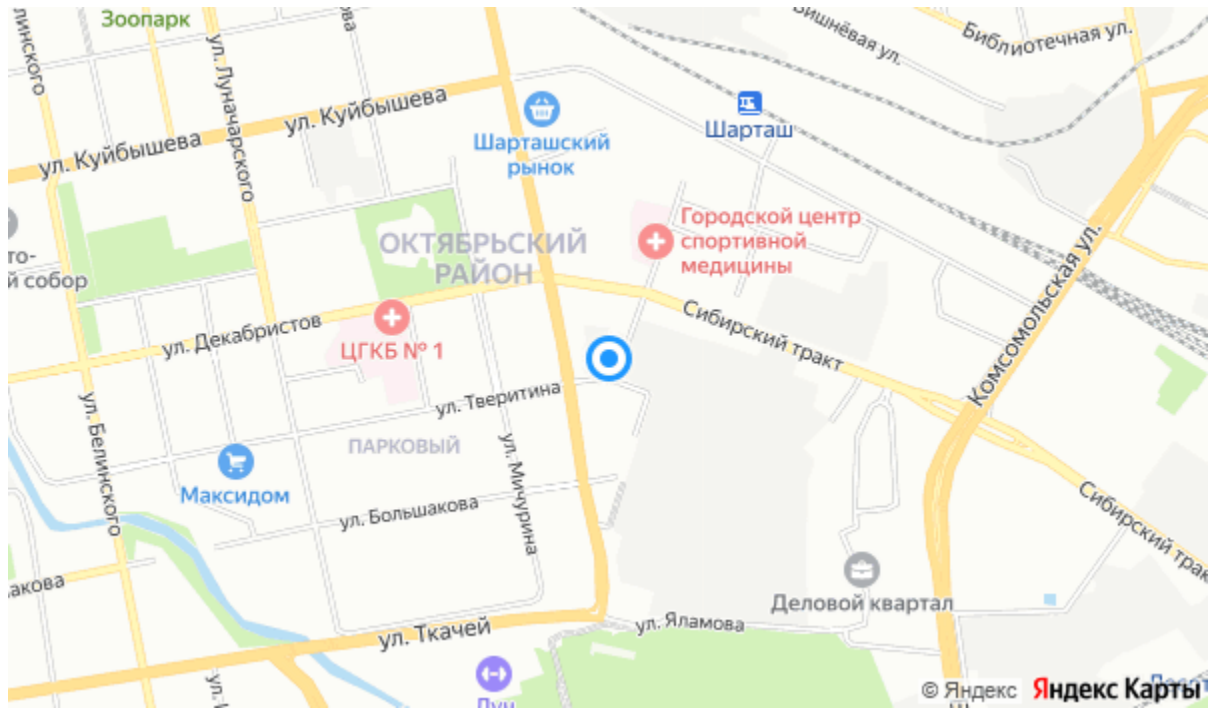 Зоопарк
Вишнёвая ул.
Библиотечная ул.
ул. Луначарского
ул. Куйбышева
ул. Куйбышева
Шарташский
рынок
Шарташ
Городской центр
спортивной
медицины
ОКТЯБРЬСКИЙ
РАЙОН
й собор
Комсомольская ул.
ул. Декабристов
ЦГКБ № 1
Сибирский тракт
ул. Белинского
ул. Тверитина
ПАРКОВЫЙ
Максидом
ул. Мичурина
ул. Большакова
Сибирский трак
Деловой квартал
ул. Ткачей
ул. Яламова
© Яндекс Яндекс Карты